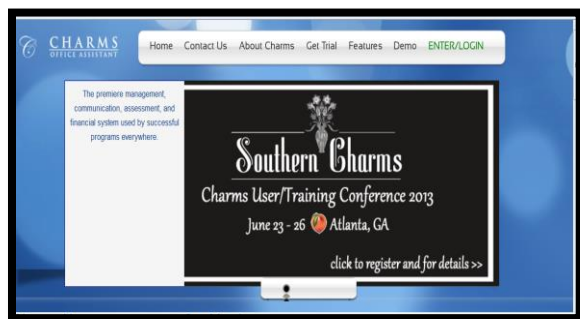 CHARMS
OFFICE ASSISTANT
Home Contact Us About Charms Get Trial Features Demo ENTER/LOGIN
The premiere management,
communication, assessment, and
financial system used by successful
programs everywhere.
Southern Charms
Charms User/Training Conference 2013
June 23 - 26 Atlanta, GA
click to register and for details >>